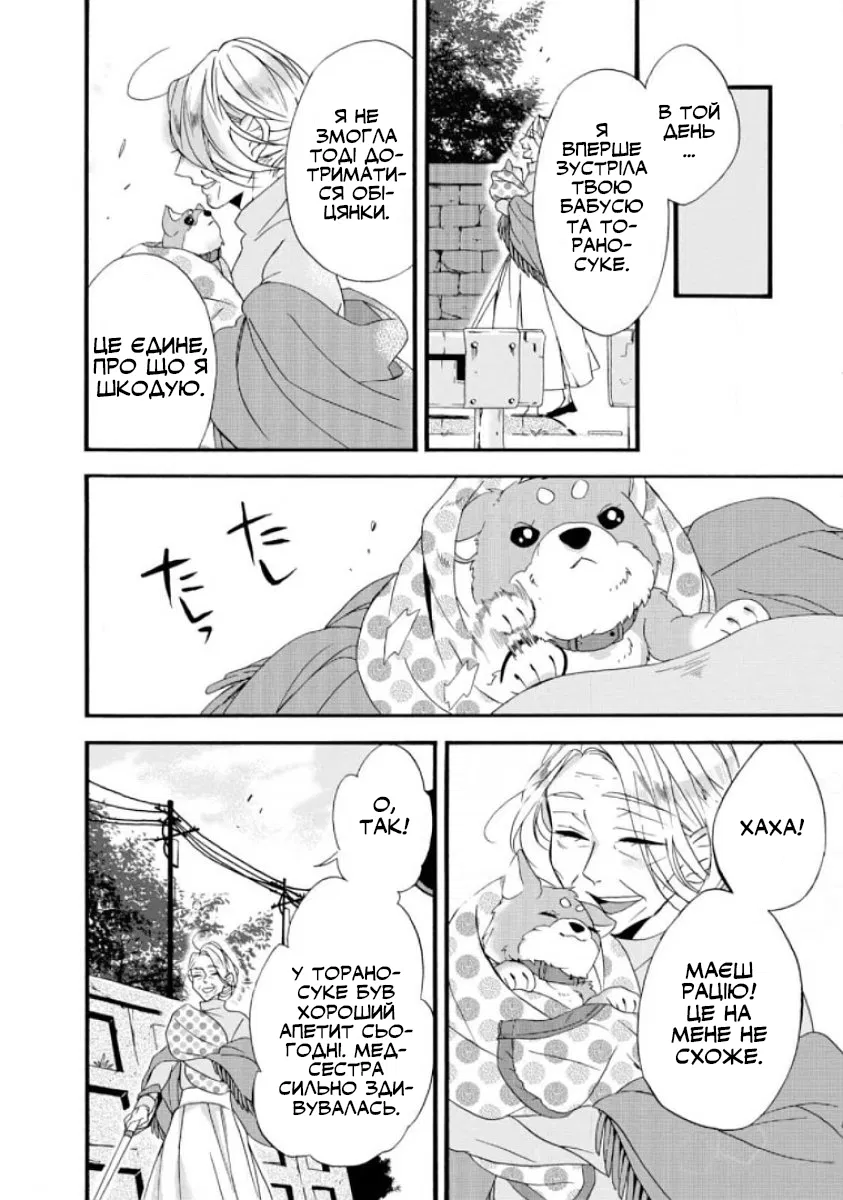 В ТОЙ
ДЕНЬ
...
Я
ВПЕРШЕ
ЗУСТРІЛА
ТВОЮ
БАБУСЮ
ТА ТО-
РАНО-
СУКЕ.
Я НЕ
ЗМОГЛА
ТОДІ ДО-
ТРИМАТИ-
СЯ ОБІ-
ЦЯНКИ.
ЦЕ ЄДИНЕ,
ПРО ЩО Я
ШКОДУЮ.
たしっ
たしっ
ХАХА!
МАЄШ
РАЦІЮ!
ЦЕ НА
МЕНЕ НЕ
СХОЖЕ.
О,
ТАК!
У ТОРАНО-
СУКЕ БУВ
ХОРОШИЙ
АПЕТИТ СЬО-
ГОДНІ. МЕД-
СЕСТРА
СИЛЬНО ЗДИ-
ВУВАЛАСЬ.